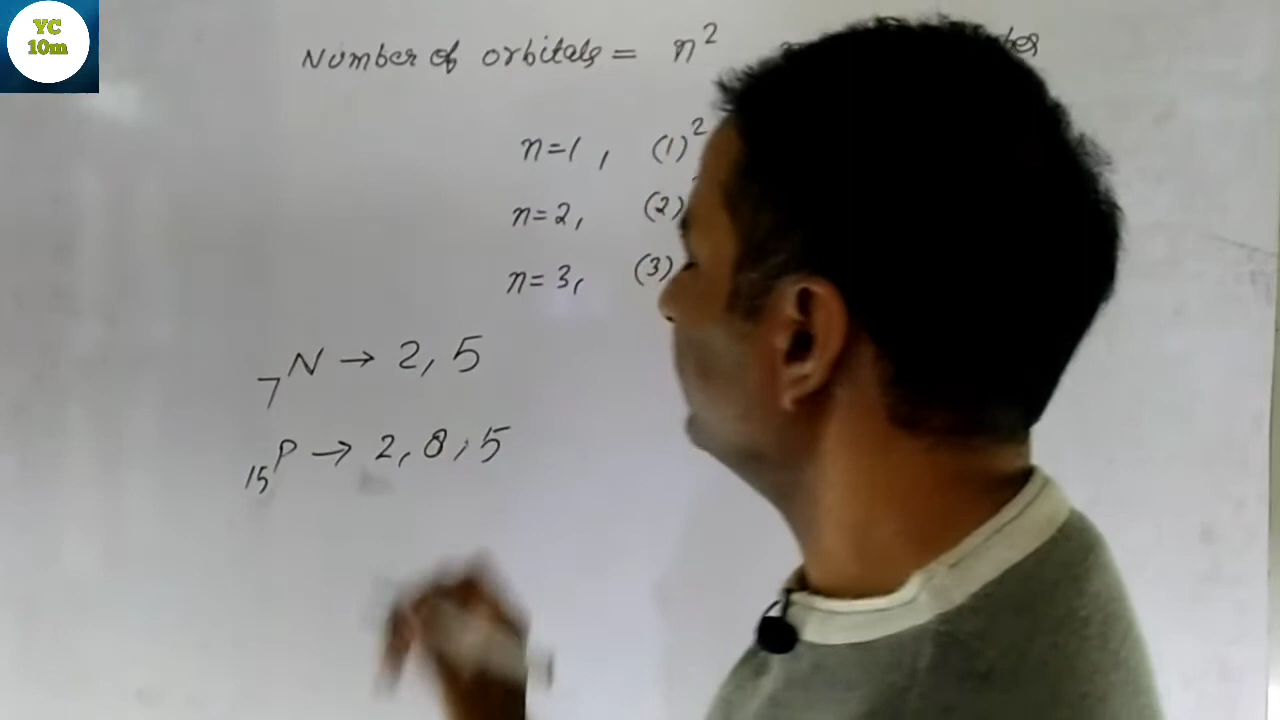 YC
10m
Number of orbitals = n²
n=1, (1)²
n=2, (2)
n=3, (3)
₇N → 2,5
₁₅P → 2,8,5